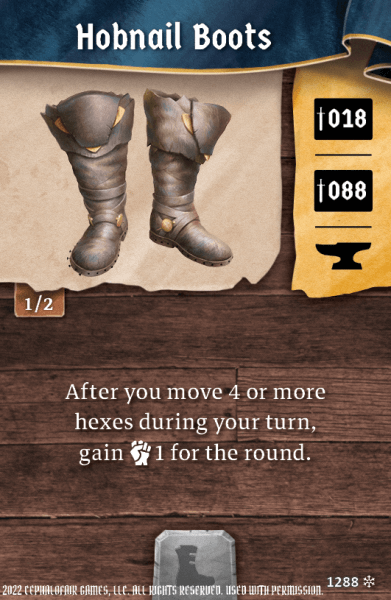 Hobnail Boots
018
088
1/2
After you move 4 or more
hexes during your turn,
gain 1 for the round.
1288
2022 CEPHALOFAIR GAMES, LLC. ALL RIGHTS RESERVED. USED WITH PERMISSION.